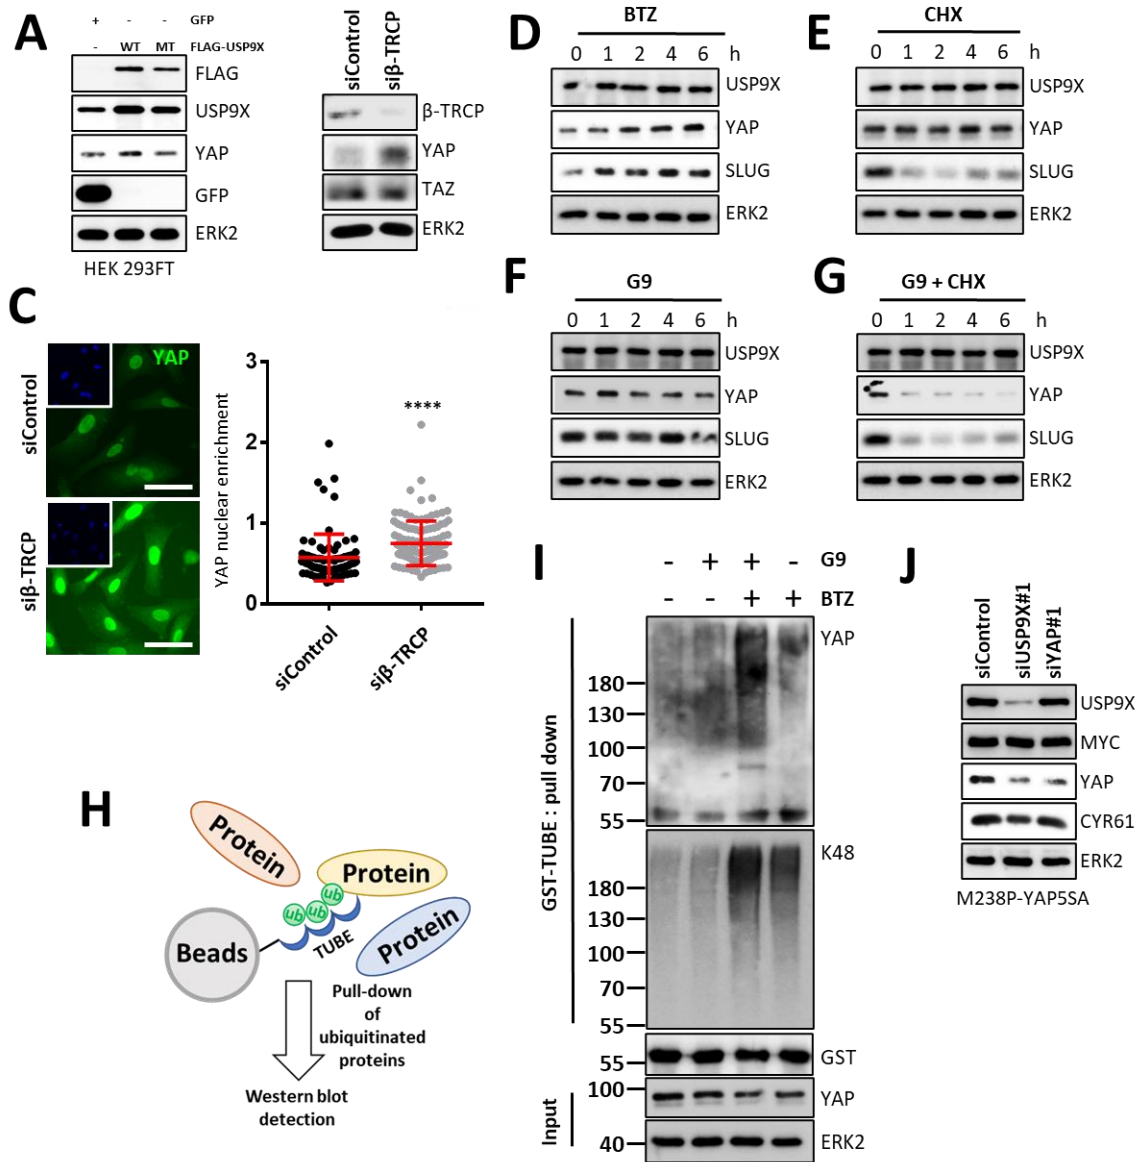 A
+ - - GFP
- WT MT FLAG-USP9X
FLAG
USP9X
YAP
GFP
ERK2
HEK 293FT
siControl
siβ-TRCP
β-TRCP
YAP
TAZ
ERK2
C
siControl
YAP
siβ-TRCP
YAP nuclear enrichment
3
2
1
0
****
siControl
siβ-TRCP
D
BTZ
0 1 2 4 6 h
USP9X
YAP
SLUG
ERK2
E
CHX
0 1 2 4 6 h
USP9X
YAP
SLUG
ERK2
F
G9
0 1 2 4 6 h
USP9X
YAP
SLUG
ERK2
G
G9 + CHX
0 1 2 4 6 h
USP9X
YAP
SLUG
ERK2
H
Protein
Protein
Protein
ub
ub
ub
TUBE
Beads
Pull-down
of
ubiquitinated
proteins
Western blot
detection
I
- + + - G9
- - + + BTZ
GST-TUBE : pull down
YAP
180
130
100
70
55
K48
180
130
100
70
55
GST
55
Input
100
YAP
40
ERK2
J
siControl
siUSP9X#1
siYAP#1
USP9X
MYC
YAP
CYR61
ERK2
M238P-YAP5SA